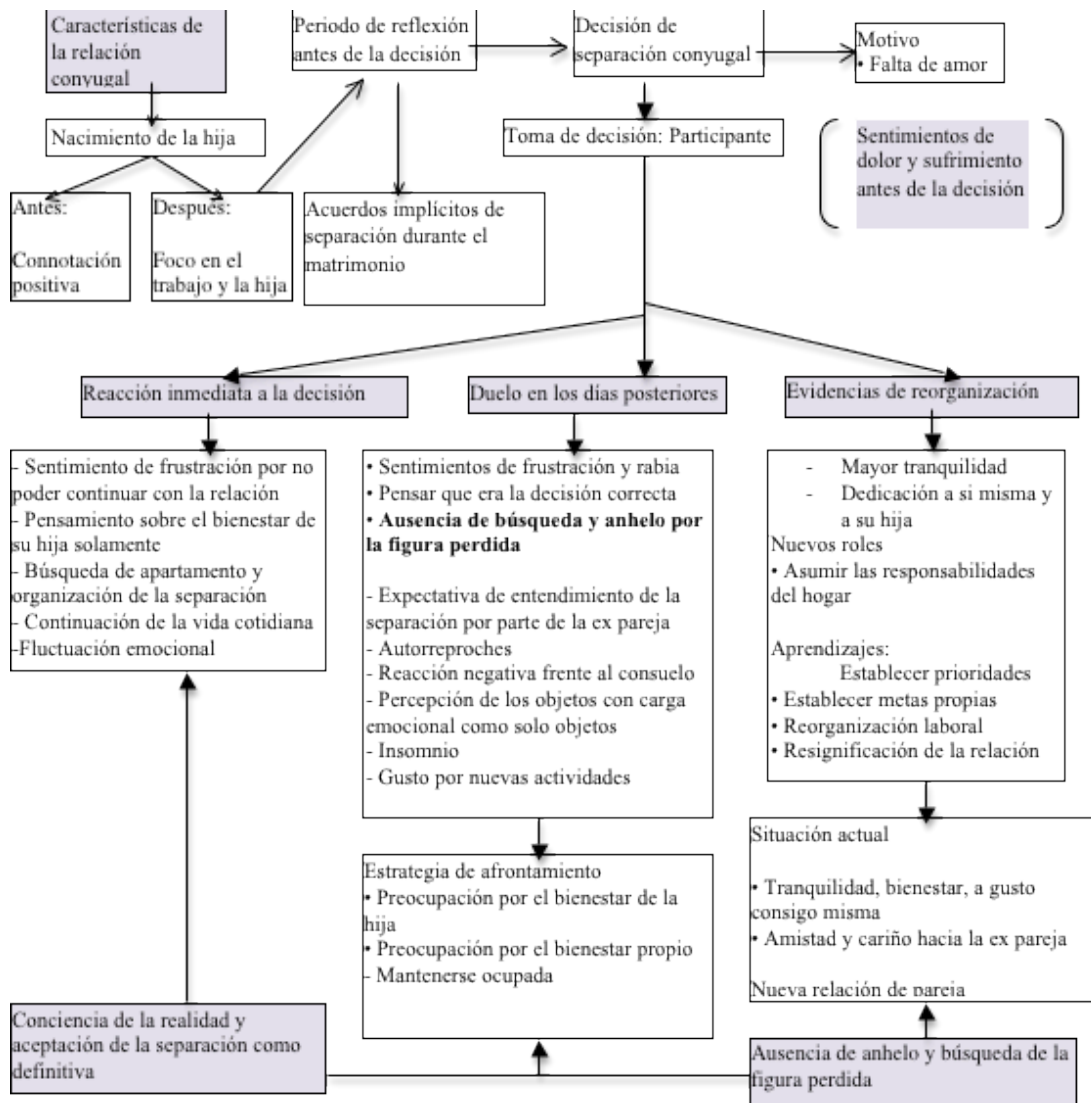 Características de
la relación
conyugal
Periodo de reflexión
antes de la decisión
Decisión de
separación conyugal
Motivo
• Falta de amor
Nacimiento de la hija
Toma de decisión: Participante
Sentimientos de
dolor y sufrimiento
antes de la decisión
Antes:
Connotación
positiva
Después:
Foco en el
trabajo y la hija
Acuerdos implícitos de
separación durante el
matrimonio
Reacción inmediata a la decisión
Duelo en los días posteriores
Evidencias de reorganización
- Sentimiento de frustración por no
poder continuar con la relación
- Pensamiento sobre el bienestar de
su hija solamente
- Búsqueda de apartamento y
organización de la separación
- Continuación de la vida cotidiana
-Fluctuación emocional
• Sentimientos de frustración y rabia
• Pensar que era la decisión correcta
• Ausencia de búsqueda y anhelo por
la figura perdida
- Expectativa de entendimiento de la
separación por parte de la ex pareja
- Autorreproches
- Reacción negativa frente al consuelo
- Percepción de los objetos con carga
emocional como solo objetos
- Insomnio
- Gusto por nuevas actividades
- Mayor tranquilidad
- Dedicación a si misma y
a su hija
Nuevos roles
• Asumir las responsabilidades
del hogar
Aprendizajes:
Establecer prioridades
• Establecer metas propias
• Reorganización laboral
• Resignificación de la relación
Estrategia de afrontamiento
• Preocupación por el bienestar de la
hija
• Preocupación por el bienestar propio
- Mantenerse ocupada
Situación actual
• Tranquilidad, bienestar, a gusto
consigo misma
• Amistad y cariño hacia la ex pareja
Nueva relación de pareja
Conciencia de la realidad y
aceptación de la separación como
definitiva
Ausencia de anhelo y búsqueda de la
figura perdida